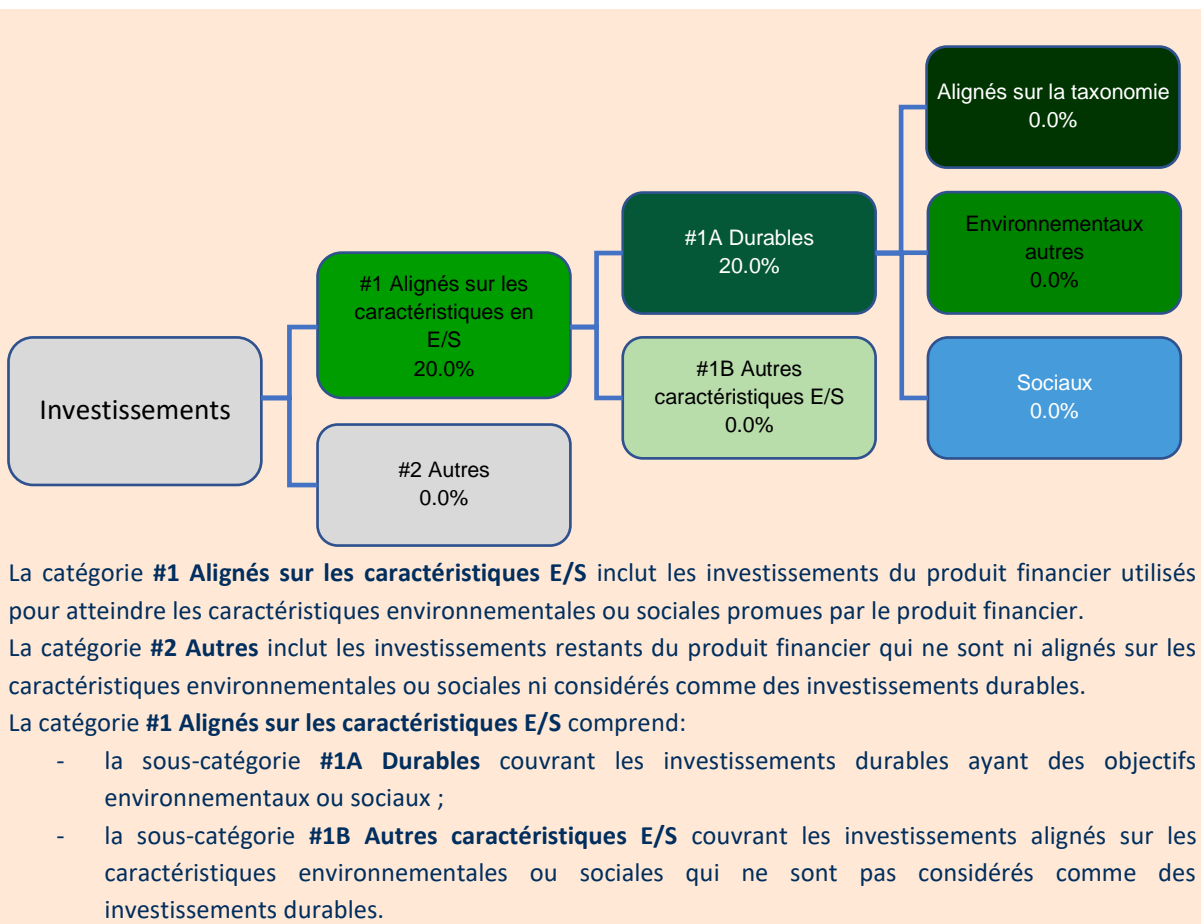 Alignés sur la taxonomie
0.0%
#1A Durables
20.0%
Environnementaux
autres
0.0%
#1 Alignés sur les
caractéristiques en
E/S
20.0%
#1B Autres
caractéristiques E/S
0.0%
Sociaux
0.0%
Investissements
#2 Autres
0.0%
La catégorie #1 Alignés sur les caractéristiques E/S inclut les investissements du produit financier utilisés
pour atteindre les caractéristiques environnementales ou sociales promues par le produit financier.
La catégorie #2 Autres inclut les investissements restants du produit financier qui ne sont ni alignés sur les
caractéristiques environnementales ou sociales ni considérés comme des investissements durables.
La catégorie #1 Alignés sur les caractéristiques E/S comprend:
- la sous-catégorie #1A Durables couvrant les investissements durables ayant des objectifs
environnementaux ou sociaux ;
- la sous-catégorie #1B Autres caractéristiques E/S couvrant les investissements alignés sur les
caractéristiques environnementales ou sociales qui ne sont pas considérés comme des
investissements durables.